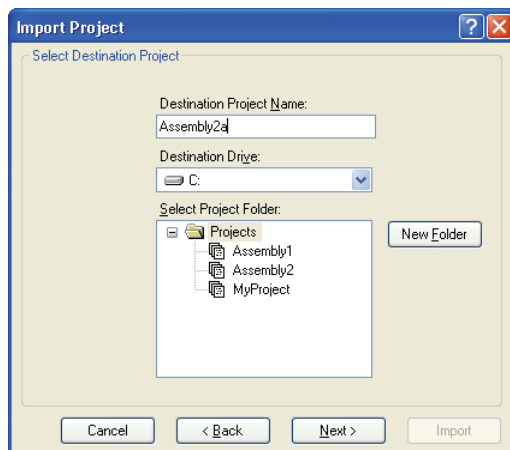 Import Project
Select Destination Project
Destination Project Name:
Assembly2a
Destination Drive:
C:
Select Project Folder:
Projects
Assembly1
Assembly2
MyProject
New Folder
Cancel
< Back
Next >
Import